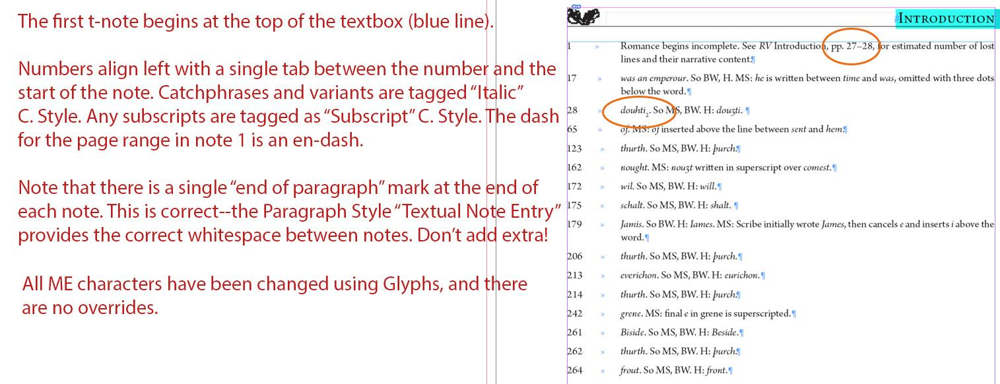 The first t-note begins at the top of the textbox (blue line).
Numbers align left with a single tab between the number and the
start of the note. Catchphrases and variants are tagged “Italic”
C. Style. Any subscripts are tagged as “Subscript” C. Style. The dash
for the page range in note 1 is an en-dash.
Note that there is a single “end of paragraph” mark at the end of
each note. This is correct--the Paragraph Style “Textual Note Entry”
provides the correct whitespace between notes. Don’t add extra!
All ME characters have been changed using Glyphs, and there
are no overrides.
Introduction
1 » Romance begins incomplete. See RV Introduction, pp. 27–28, for estimated number of lost
lines and their narrative content.¶
17 » was an emperour. So BW, H. MS: he is written between time and was, omitted with three dots
below the word.¶
28 » douhti₂. So MS, BW. H: douȝti. ¶
65 » of. MS: of inserted above the line between sent and hem.¶
123 » thurth. So MS, BW. H: þurch.¶
162 » nought. MS: nouȝt written in superscript over comest.¶
172 » wil. So MS, BW. H: will.¶
175 » schalt. So MS, BW. H: shalt. ¶
179 » Jamis. So BW. H: Iames. MS: Scribe initially wrote James, then cancels e and inserts i above the
word.¶
206 » thurth. So MS, BW. H: þurch.¶
213 » everichon. So MS, BW. H: eurichon.¶
214 » thurth. So MS, BW. H: þurch.¶
242 » grene. MS: final e in grene is superscripted.¶
261 » Biside. So MS, BW. H: Beside.¶
262 » thurth. So MS, BW. H: þurch.¶
264 » frout. So MS, BW. H: front.¶